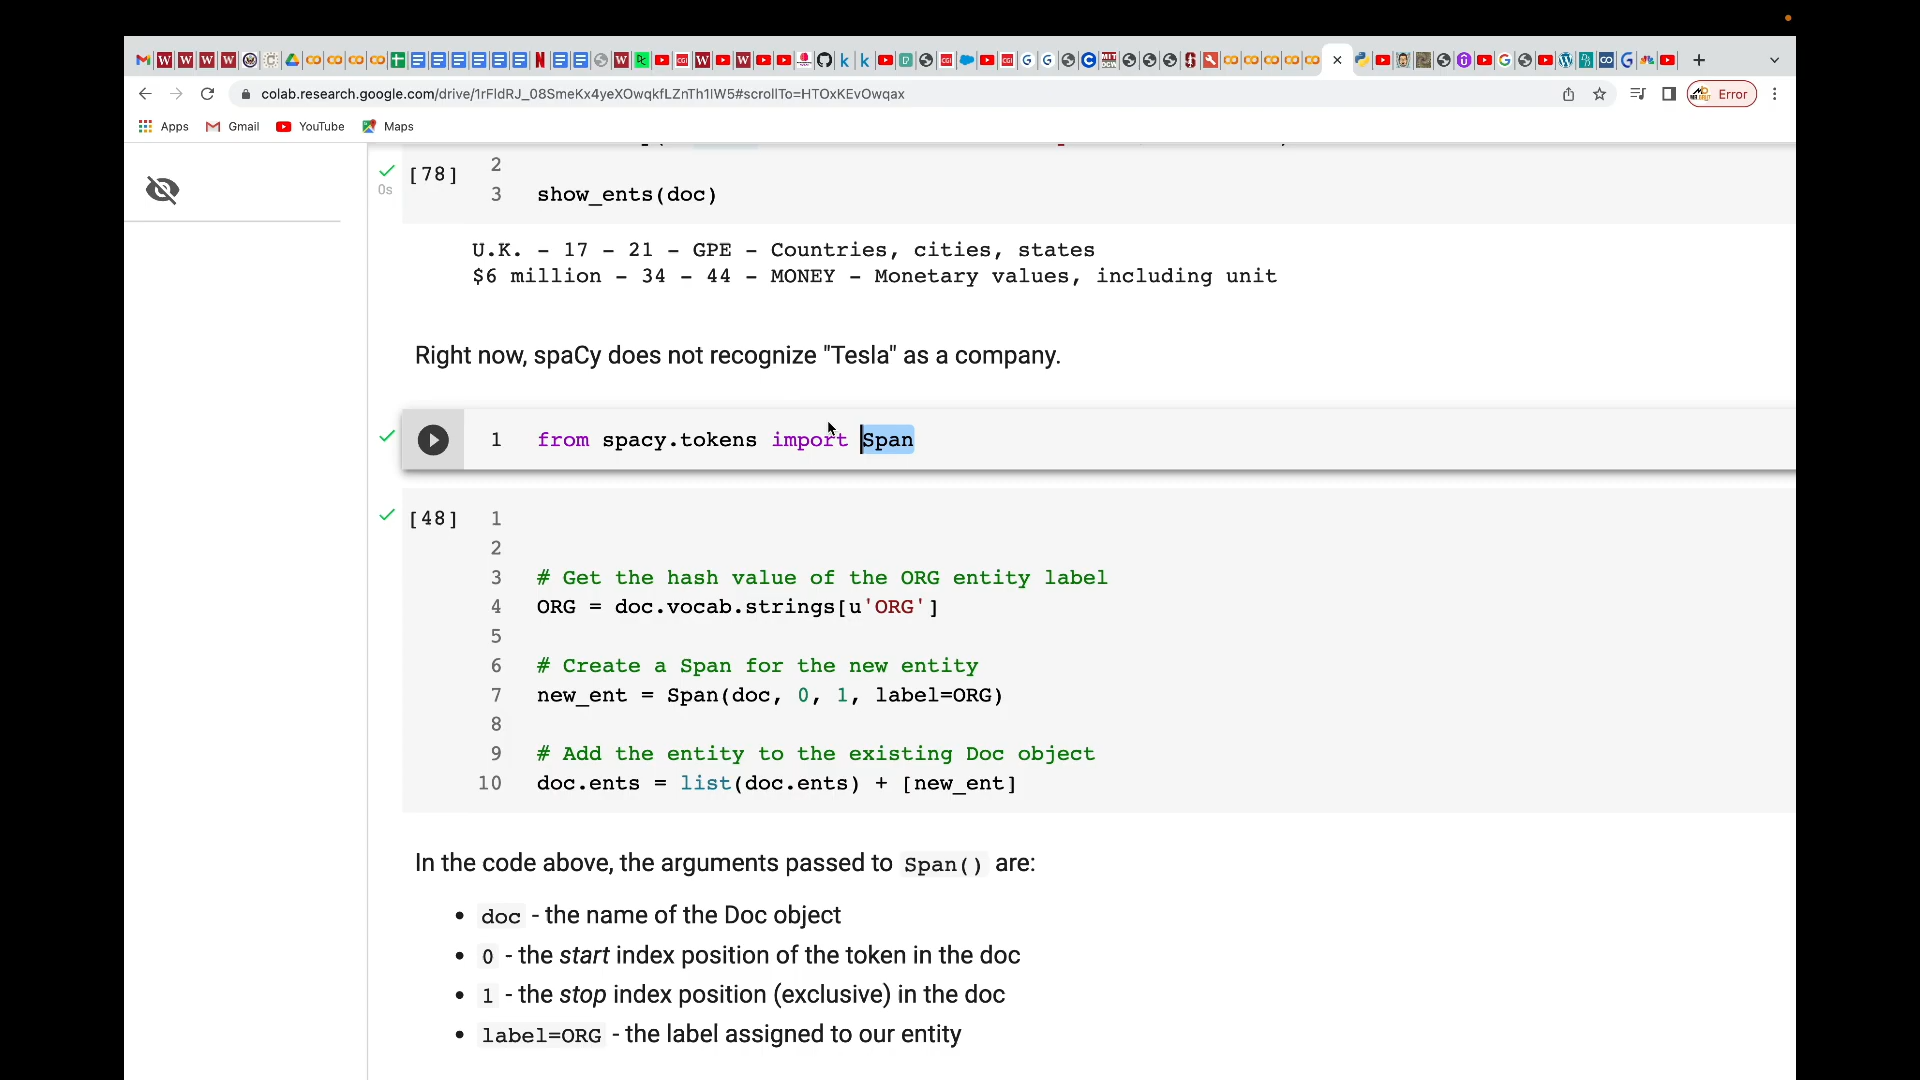 colab.research.google.com/drive/1rFldRJ_08SmeKx4yeXOwqkfLZnTh1lW5#scrollTo=HTOxKEvOwqax
Error
Apps Gmail YouTube Maps
[78] 2
0s 3 show_ents(doc)
U.K. - 17 - 21 - GPE - Countries, cities, states
$6 million - 34 - 44 - MONEY - Monetary values, including unit
Right now, spaCy does not recognize "Tesla" as a company.
1 from spacy.tokens import Span
[48] 1
2
3 # Get the hash value of the ORG entity label
4 ORG = doc.vocab.strings[u'ORG']
5
6 # Create a Span for the new entity
7 new_ent = Span(doc, 0, 1, label=ORG)
8
9 # Add the entity to the existing Doc object
10 doc.ents = list(doc.ents) + [new_ent]
In the code above, the arguments passed to Span() are:
• doc - the name of the Doc object
• 0 - the start index position of the token in the doc
• 1 - the stop index position (exclusive) in the doc
• label=ORG - the label assigned to our entity